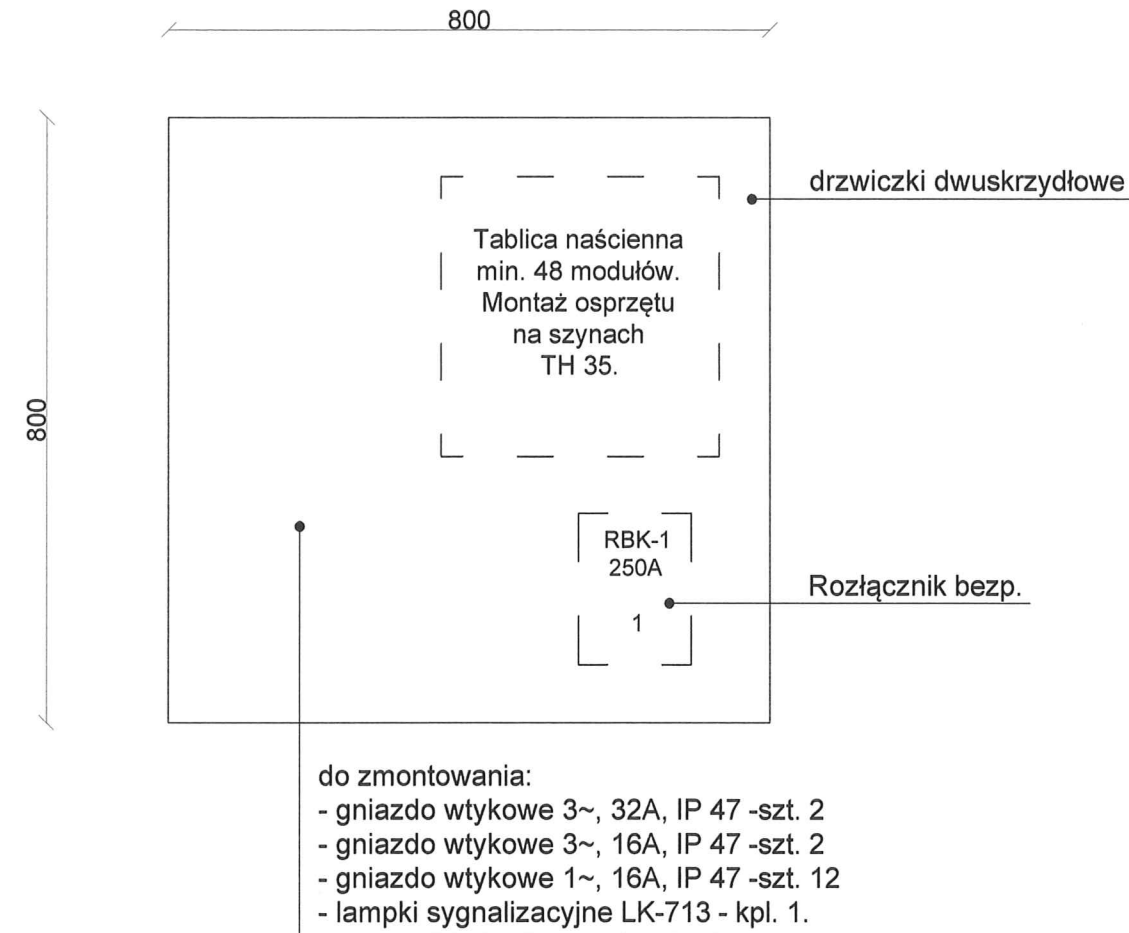 800
800
drzwiczki dwuskrzydłowe
Tablica naścienna
min. 48 modułów.
Montaż osprzętu
na szynach
TH 35.
RBK-1
250A
1
Rozłącznik bezp.
do zmontowania:
- gniazdo wtykowe 3~, 32A, IP 47 -szt. 2
- gniazdo wtykowe 3~, 16A, IP 47 -szt. 2
- gniazdo wtykowe 1~, 16A, IP 47 -szt. 12
- lampki sygnalizacyjne LK-713 - kpl. 1.